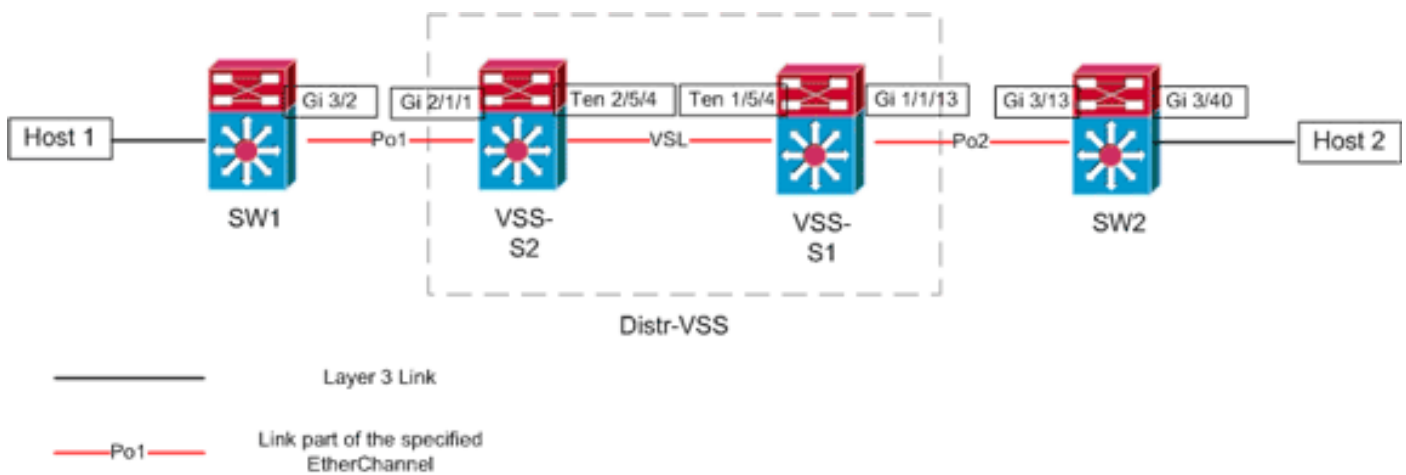 Gi 3/2
Gi 2/1/1
Ten 2/5/4
Ten 1/5/4
Gi 1/1/13
Gi 3/13
Gi 3/40
Host 1
Po1
VSL
Po2
Host 2
SW1
VSS-
S2
VSS-
S1
SW2
Distr-VSS
Layer 3 Link
Po1
Link part of the specified
EtherChannel